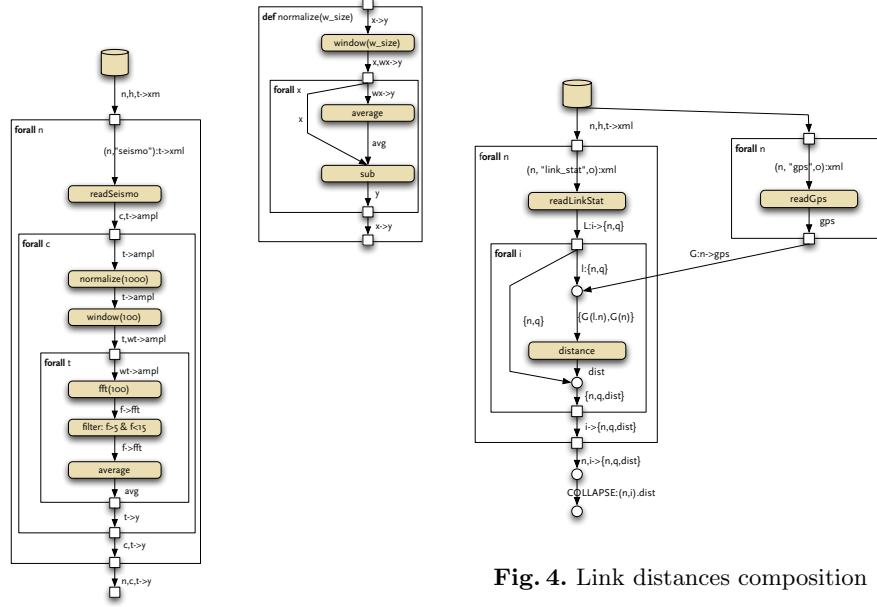 n,h,t->xm
forall n
(n,"seismo"):t->xml
readSeismo
c,t->ampl
forall c
t->ampl
normalize(1000)
t->ampl
window(100)
t,wt->ampl
forall t
wt->ampl
fft(100)
f->fft
filter: f>5 & f<15
f->fft
average
avg
t->y
c,t->y
n,c,t->y
def normalize(w_size)
x->y
window(w_size)
x,wx->y
forall x
wx->y
average
x
avg
sub
y
x->y
n,h,t->xml
forall n
(n, "link_stat",o):xml
readLinkStat
L:i->{n,q}
forall i
l:{n,q}
{n,q}
{G(l.n),G(n)}
distance
dist
{n,q,dist}
i->{n,q,dist}
n,i->{n,q,dist}
COLLAPSE:(n,i).dist
forall n
(n, "gps",o):xml
readGps
gps
G:n->gps
Fig. 4. Link distances composition